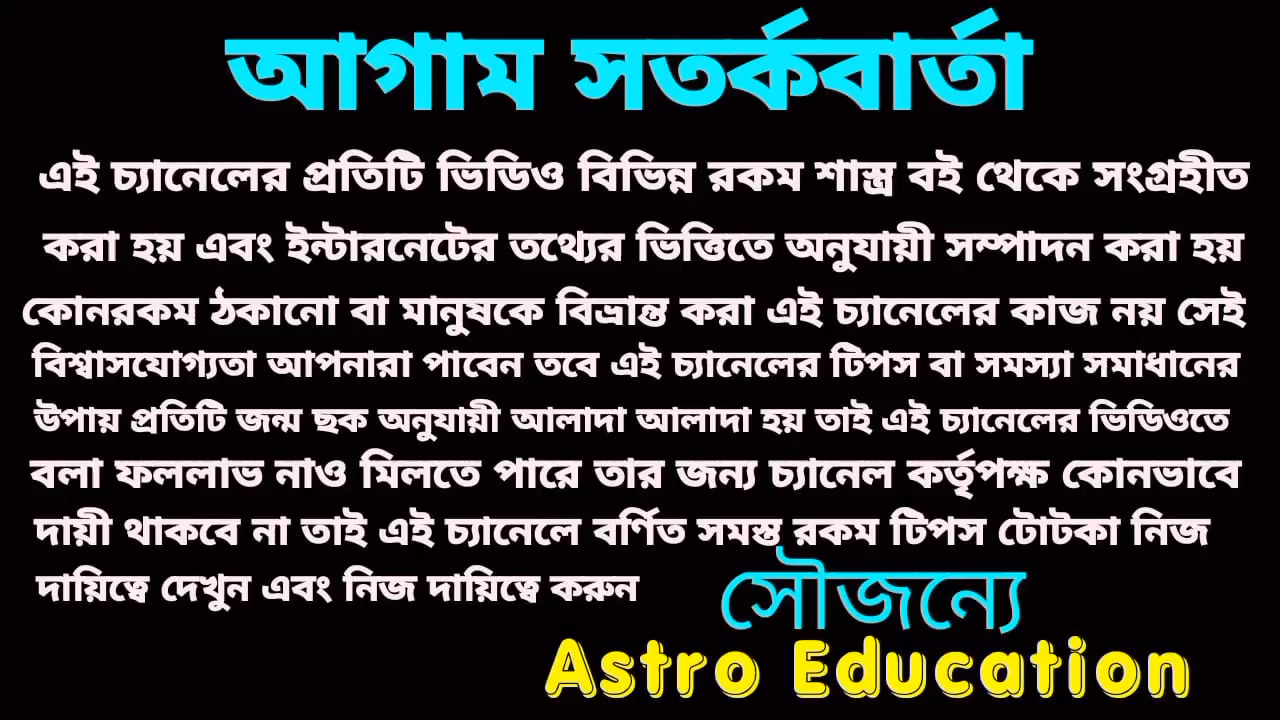 আগাম সতর্কবার্তা
এই চ্যানেলের প্রতিটি ভিডিও বিভিন্ন রকম শাস্ত্র বই থেকে সংগ্রহীত
করা হয় এবং ইন্টারনেটের তথ্যের ভিত্তিতে অনুযায়ী সম্পাদন করা হয়
কোনরকম ঠকানো বা মানুষকে বিভ্রান্ত করা এই চ্যানেলের কাজ নয় সেই
বিশ্বাসযোগ্যতা আপনারা পাবেন তবে এই চ্যানেলের টিপস বা সমস্যা সমাধানের
উপায় প্রতিটি জন্ম ছক অনুযায়ী আলাদা আলাদা হয় তাই এই চ্যানেলের ভিডিওতে
বলা ফললাভ নাও মিলতে পারে তার জন্য চ্যানেল কর্তৃপক্ষ কোনভাবে
দায়ী থাকবে না তাই এই চ্যানেলে বর্ণিত সমস্ত রকম টিপস টোটকা নিজ
দায়িত্বে দেখুন এবং নিজ দায়িত্বে করুন
সৌজন্যে
Astro Education